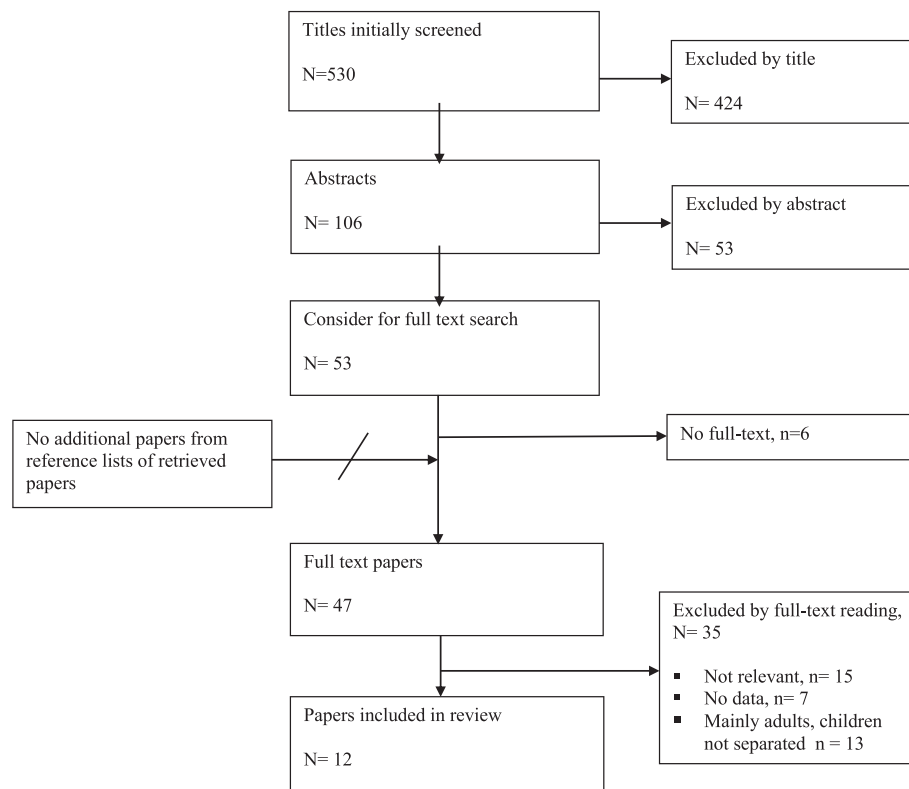 Titles initially screened
N=530
Excluded by title
N= 424
Abstracts
N= 106
Excluded by abstract
N= 53
Consider for full text search
N= 53
No additional papers from
reference lists of retrieved
papers
No full-text, n=6
Full text papers
N= 47
Excluded by full-text reading,
N= 35
▪ Not relevant, n= 15
▪ No data, n= 7
▪ Mainly adults, children
not separated n = 13
Papers included in review
N= 12